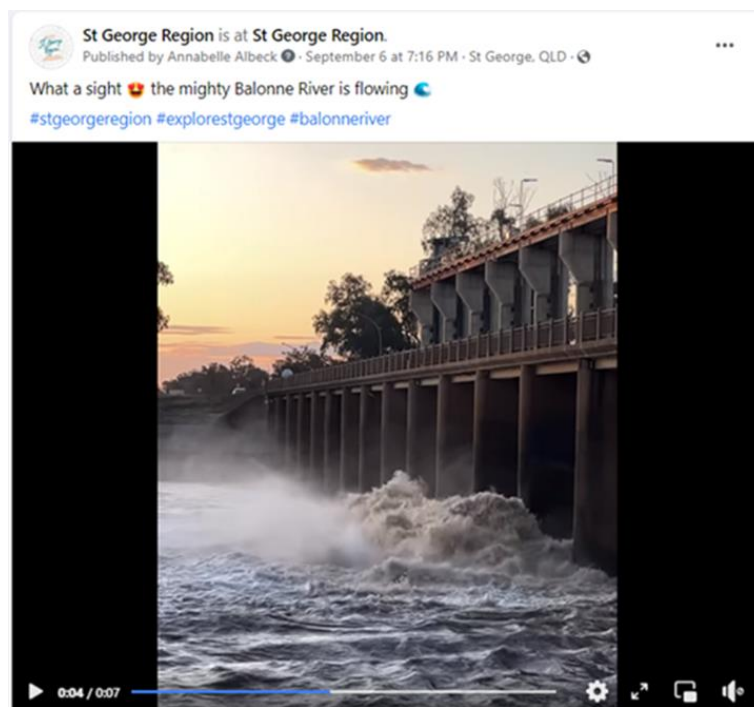 St George Region is at St George Region.
Published by Annabelle Albeck · September 6 at 7:16 PM · St George, QLD ·
What a sight 😍 the mighty Balonne River is flowing 🌊
#stgeorgeregion #explorestgeorge #balonneriver
0:04 / 0:07